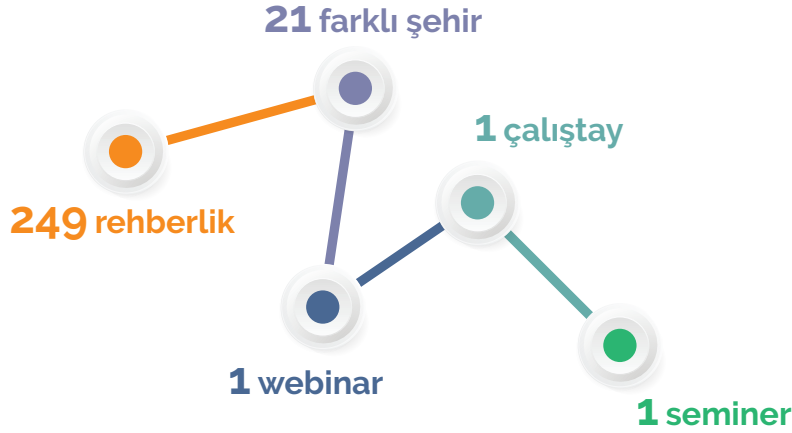 21 farklı şehir
1 çalıştay
249 rehberlik
1 webinar
1 seminer